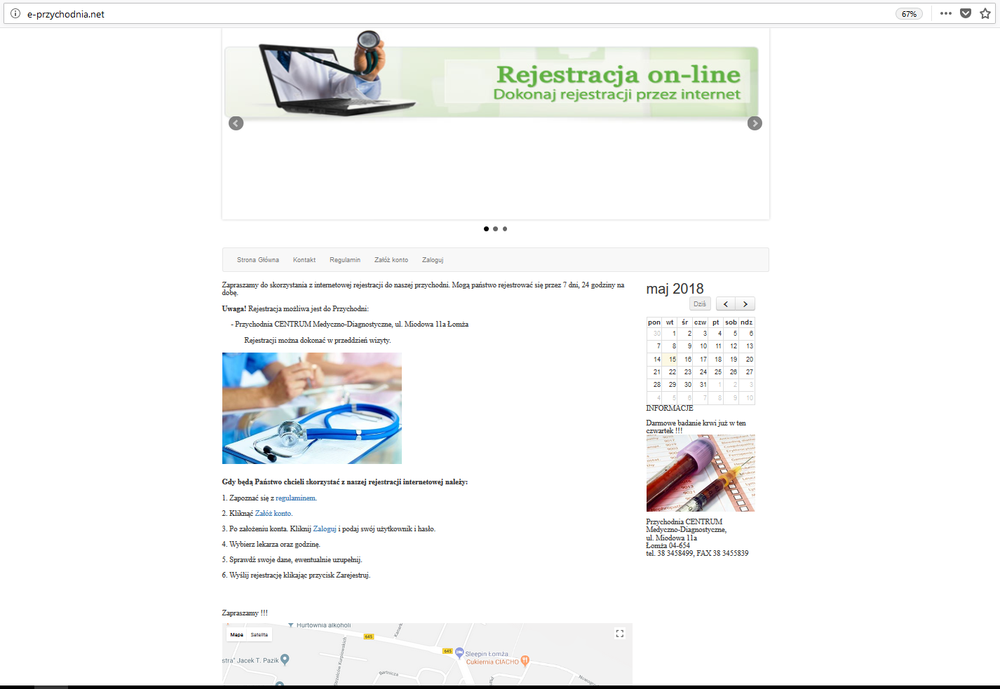 e-przychodnia.net
67%
Rejestracja on-line
Dokonaj rejestracji przez internet
Strona Główna Kontakt Regulamin Załóż konto Zaloguj
Zapraszamy do skorzystania z internetowej rejestracji do naszej przychodni. Mogą państwo rejestrować się przez 7 dni, 24 godziny na
dobę.
Uwaga! Rejestracja możliwa jest do Przychodni:
- Przychodnia CENTRUM Medyczno-Diagnostyczne, ul. Miodowa 11a Łomża
Rejestracji można dokonać w przeddzień wizyty.
Gdy będą Państwo chcieli skorzystać z naszej rejestracji internetowej należy:
1. Zapoznać się z regulaminem.
2. Kliknąć Załóż konto.
3. Po założeniu konta. Kliknij Zaloguj i podaj swój użytkownik i hasło.
4. Wybierz lekarza oraz godzinę.
5. Sprawdź swoje dane, ewentualnie uzupełnij.
6. Wyślij rejestrację klikając przycisk Zarejestruj.
Zapraszamy !!!
Hurtownia alkoholi
Mapa Satelita
645
Kanark
645
Sleepin Łomża
Cukiernia CIACHO
stra" Jacek T. Pazik
Strzelców Kurpiowskich
Bartnicza
Nowogr
maj 2018
Dziś
pon wt śr czw pt sob ndz
30 1 2 3 4 5 6
7 8 9 10 11 12 13
14 15 16 17 18 19 20
21 22 23 24 25 26 27
28 29 30 31 1 2 3
4 5 6 7 8 9 10
INFORMACJE
Darmowe badanie krwi już w ten
czwartek !!!
Przychodnia CENTRUM
Medyczno-Diagnostyczne,
ul. Miodowa 11a
Łomża 04-654
tel. 38 3458499, FAX 38 3455839